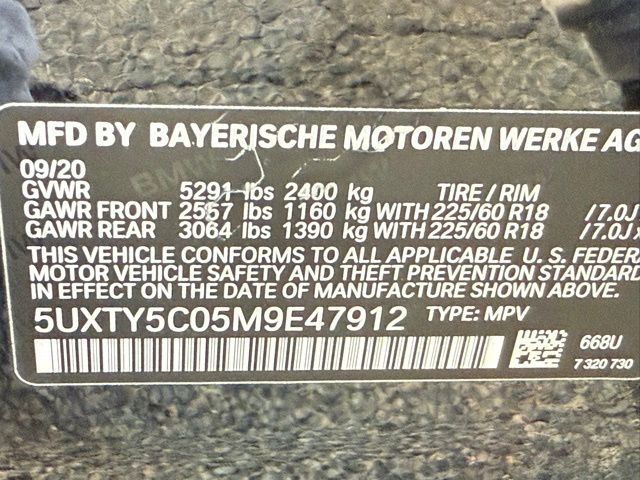 MFD BY BAYERISCHE MOTOREN WERKE AG
09/20
GVWR 5291 lbs 2400 kg TIRE / RIM
GAWR FRONT 2557 lbs 1160 kg WITH 225/60 R18 /7.0J
GAWR REAR 3064 lbs 1390 kg WITH 225/60 R18 /7.0Jx
THIS VEHICLE CONFORMS TO ALL APPLICABLE U. S. FEDERA
MOTOR VEHICLE SAFETY AND THEFT PREVENTION STANDARD
IN EFFECT ON THE DATE OF MANUFACTURE SHOWN ABOVE.
5UXTY5C05M9E47912 TYPE: MPV
668U
7 320 730